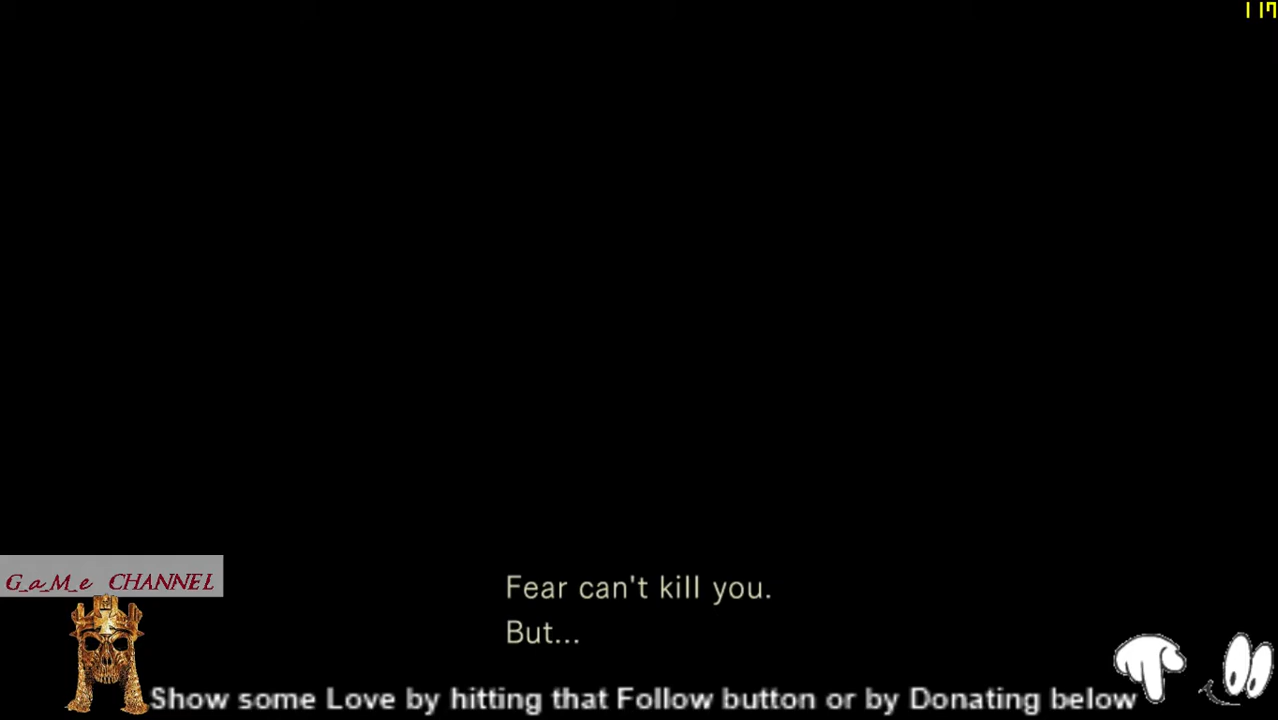 117
Fear can't kill you.
But...
G_a_M_e CHANNEL
Show some Love by hitting that Follow button or by Donating below